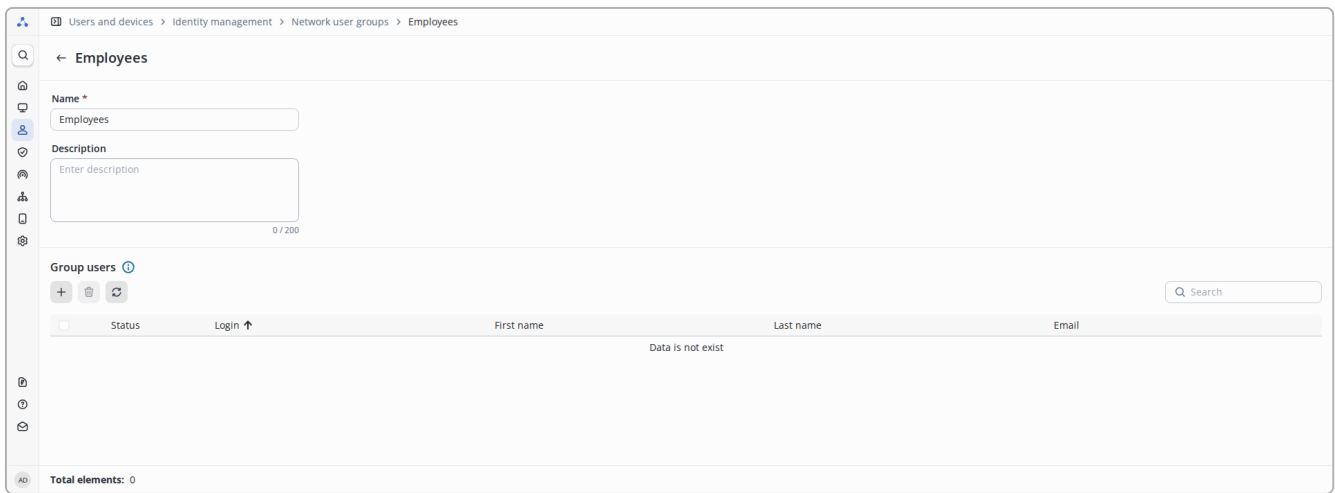 Users and devices > Identity management > Network user groups > Employees
← Employees
Name *
Employees
Description
Enter description
0 / 200
Group users
Search
Status Login ↑ First name Last name Email
Data is not exist
AD
Total elements: 0